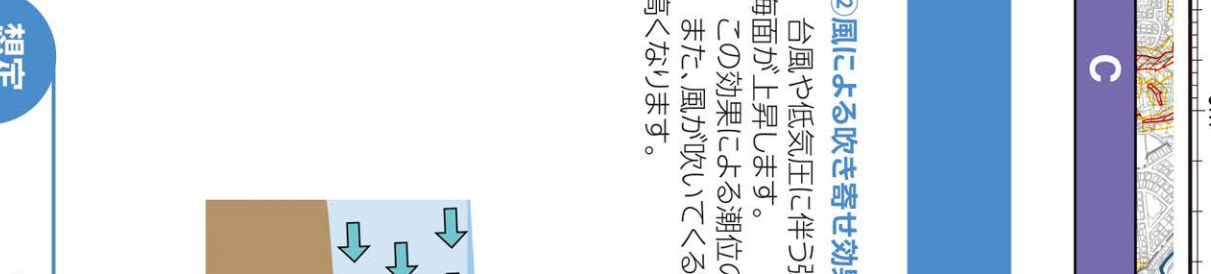 C
②風による吹き寄せ効
台風や低気圧に伴う
海面が上昇します。
この効果による潮位の
また、風が吹いてくる
高くなります。
想定